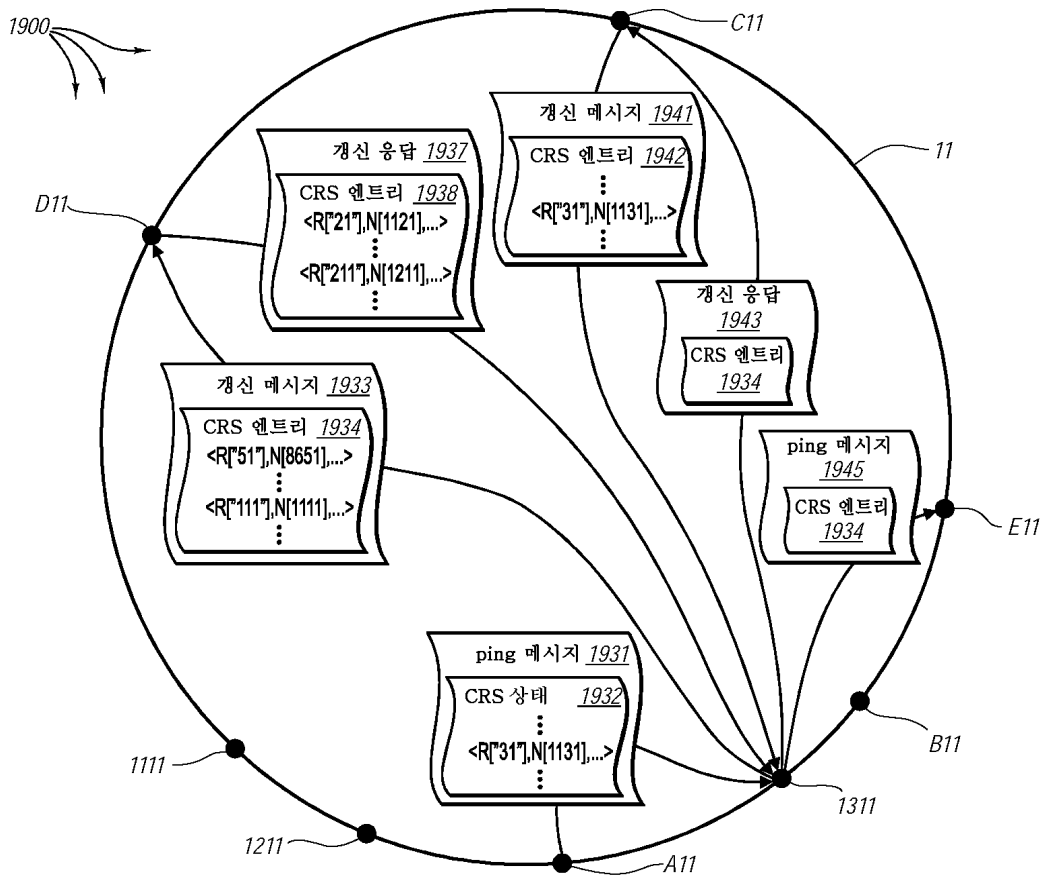 1900
C11
11
D11
갱신 응답 1937
CRS 엔트리 1938
<R["21"],N[1121],...>
<R["211"],N[1211],...>
갱신 메시지 1941
CRS 엔트리 1942
<R["31"],N[1131],...>
갱신 응답
1943
CRS 엔트리
1934
갱신 메시지 1933
CRS 엔트리 1934
<R["51"],N[8651],...>
<R["111"],N[1111],...>
ping 메시지
1945
CRS 엔트리
1934
E11
ping 메시지 1931
CRS 상태 1932
<R["31"],N[1131],...>
B11
1311
1111
1211
A11